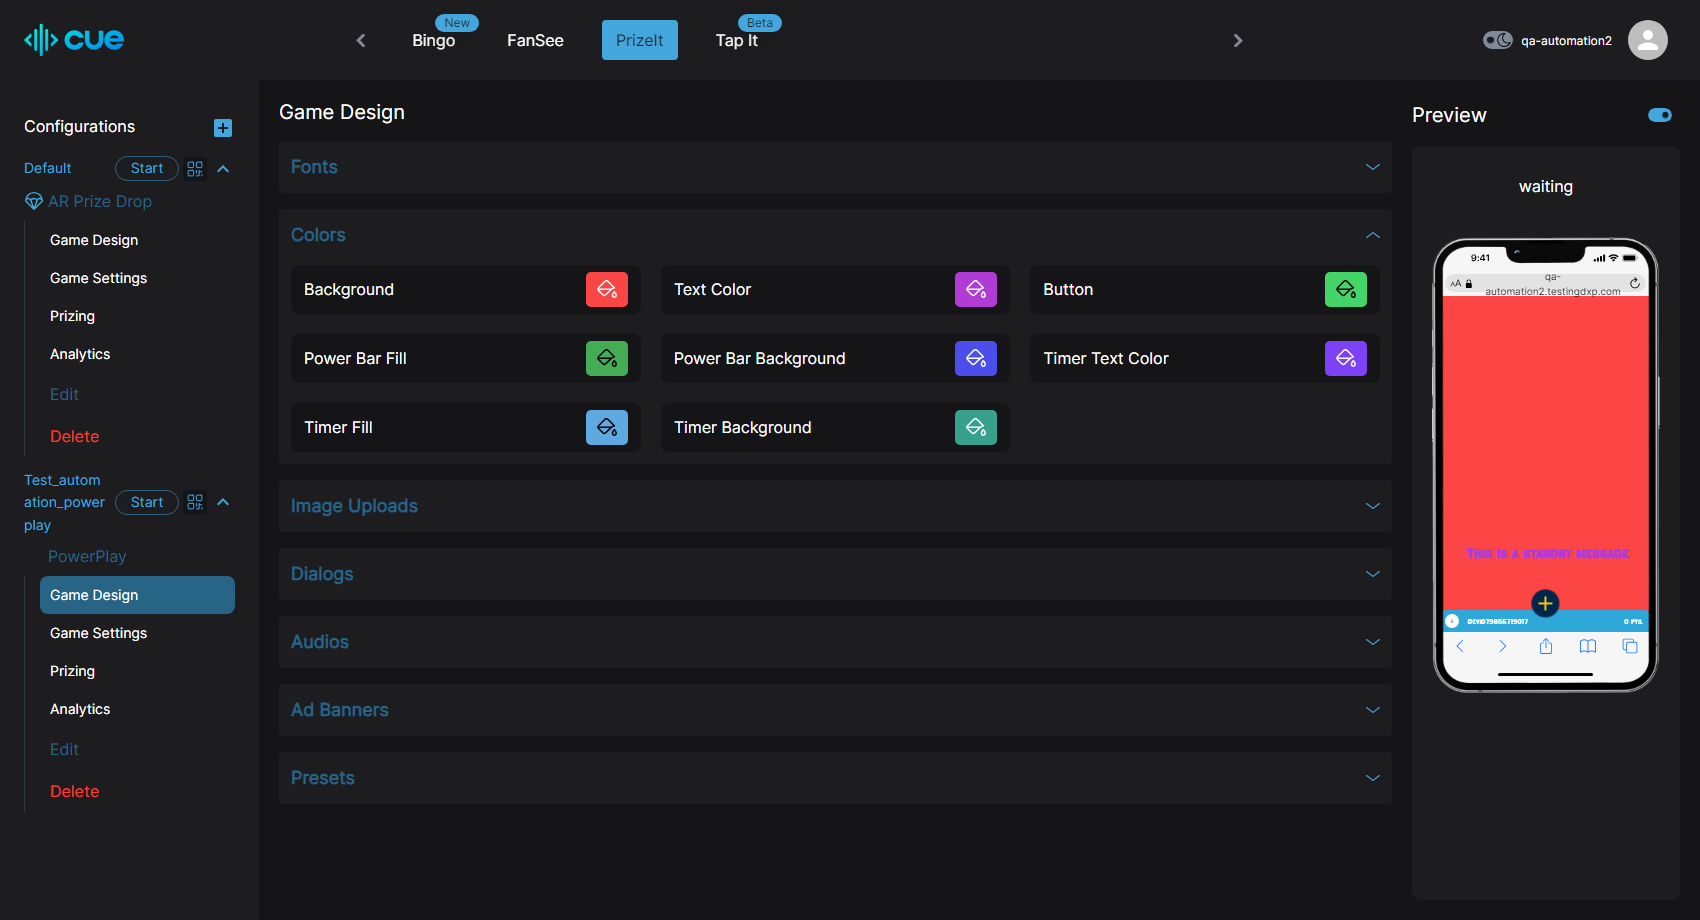 cue
Bingo
New
FanSee
PrizeIt
Tap It
Beta
qa-automation2
Configurations
Default
Start
AR Prize Drop
Game Design
Game Settings
Prizing
Analytics
Edit
Delete
Test_autom
ation_power
play
Start
PowerPlay
Game Design
Game Settings
Prizing
Analytics
Edit
Delete
Game Design
Fonts
Colors
Background
Text Color
Button
Power Bar Fill
Power Bar Background
Timer Text Color
Timer Fill
Timer Background
Image Uploads
Dialogs
Audios
Ad Banners
Presets
Preview
waiting
9:41
AA
qa-
automation2.testingdxp.com
This is a standby message
0 Pts.